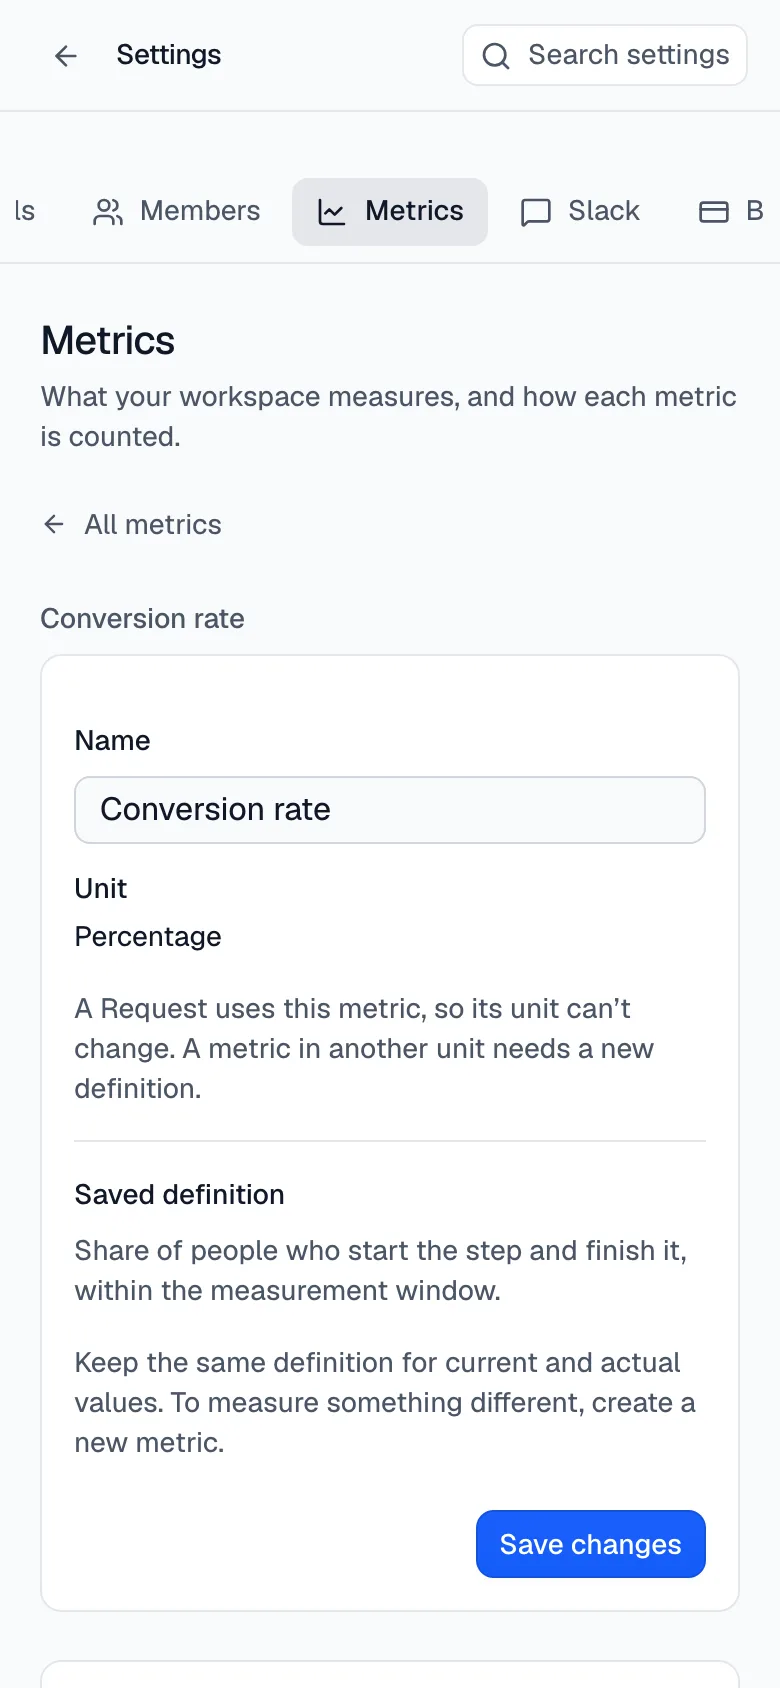 Settings
Search settings
ls
Members
Metrics
Slack
B
Metrics
What your workspace measures, and how each metric
is counted.
All metrics
Conversion rate
Name
Conversion rate
Unit
Percentage
A Request uses this metric, so its unit can’t
change. A metric in another unit needs a new
definition.
Saved definition
Share of people who start the step and finish it,
within the measurement window.
Keep the same definition for current and actual
values. To measure something different, create a
new metric.
Save changes